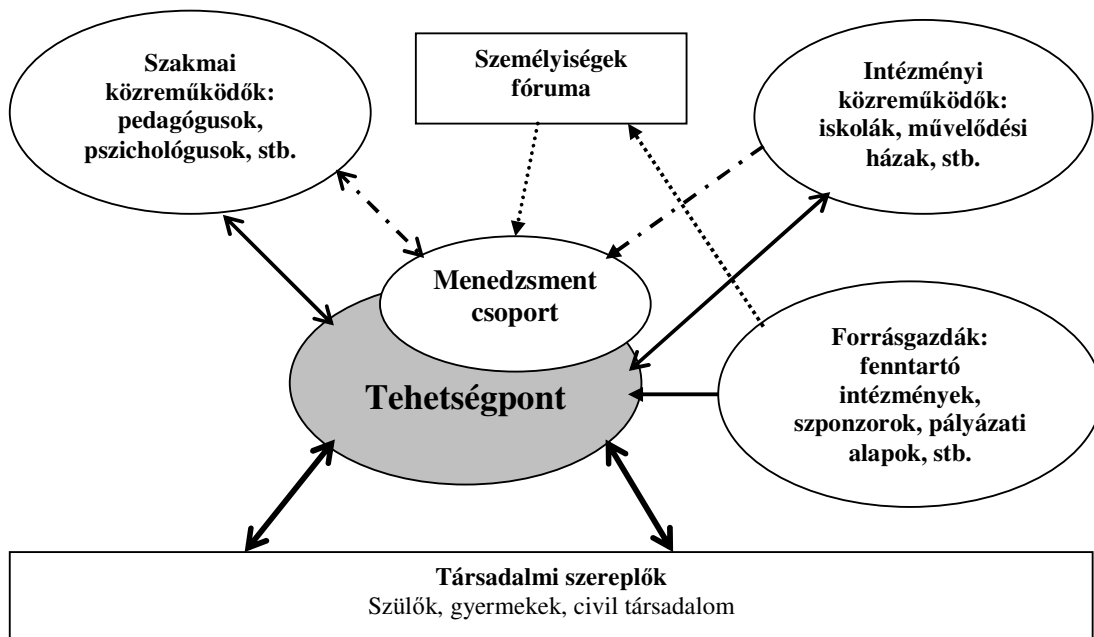 Szakmai
közreműködők:
pedagógusok,
pszichológusok, stb.
Személyiségek
fóruma
Intézményi
közreműködők:
iskolák, művelődési
házak, stb.
Menedzsment
csoport
Tehetségpont
Forrásgazdák:
fenntartó
intézmények,
szponzorok, pályázati
alapok, stb.
Társadalmi szereplők
Szülők, gyermekek, civil társadalom